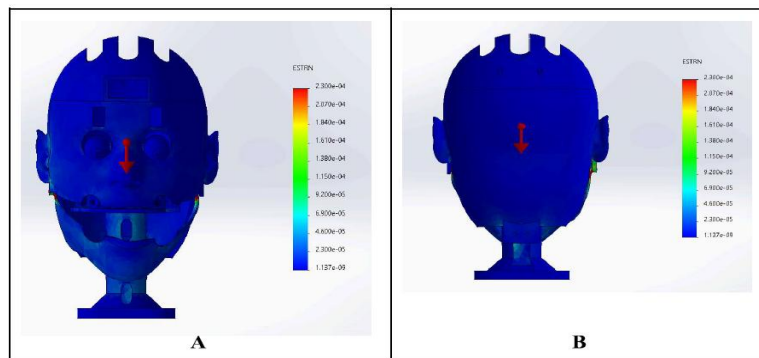 ESTRN
2.300e-04
2.070e-04
1.840e-04
1.610e-04
1.380e-04
1.150e-04
9.200e-05
6.900e-05
4.600e-05
2.300e-05
1.137e-09
A
ESTRN
2.300e-04
2.070e-04
1.840e-04
1.610e-04
1.380e-04
1.150e-04
9.200e-05
6.900e-05
4.600e-05
2.300e-05
1.137e-09
B